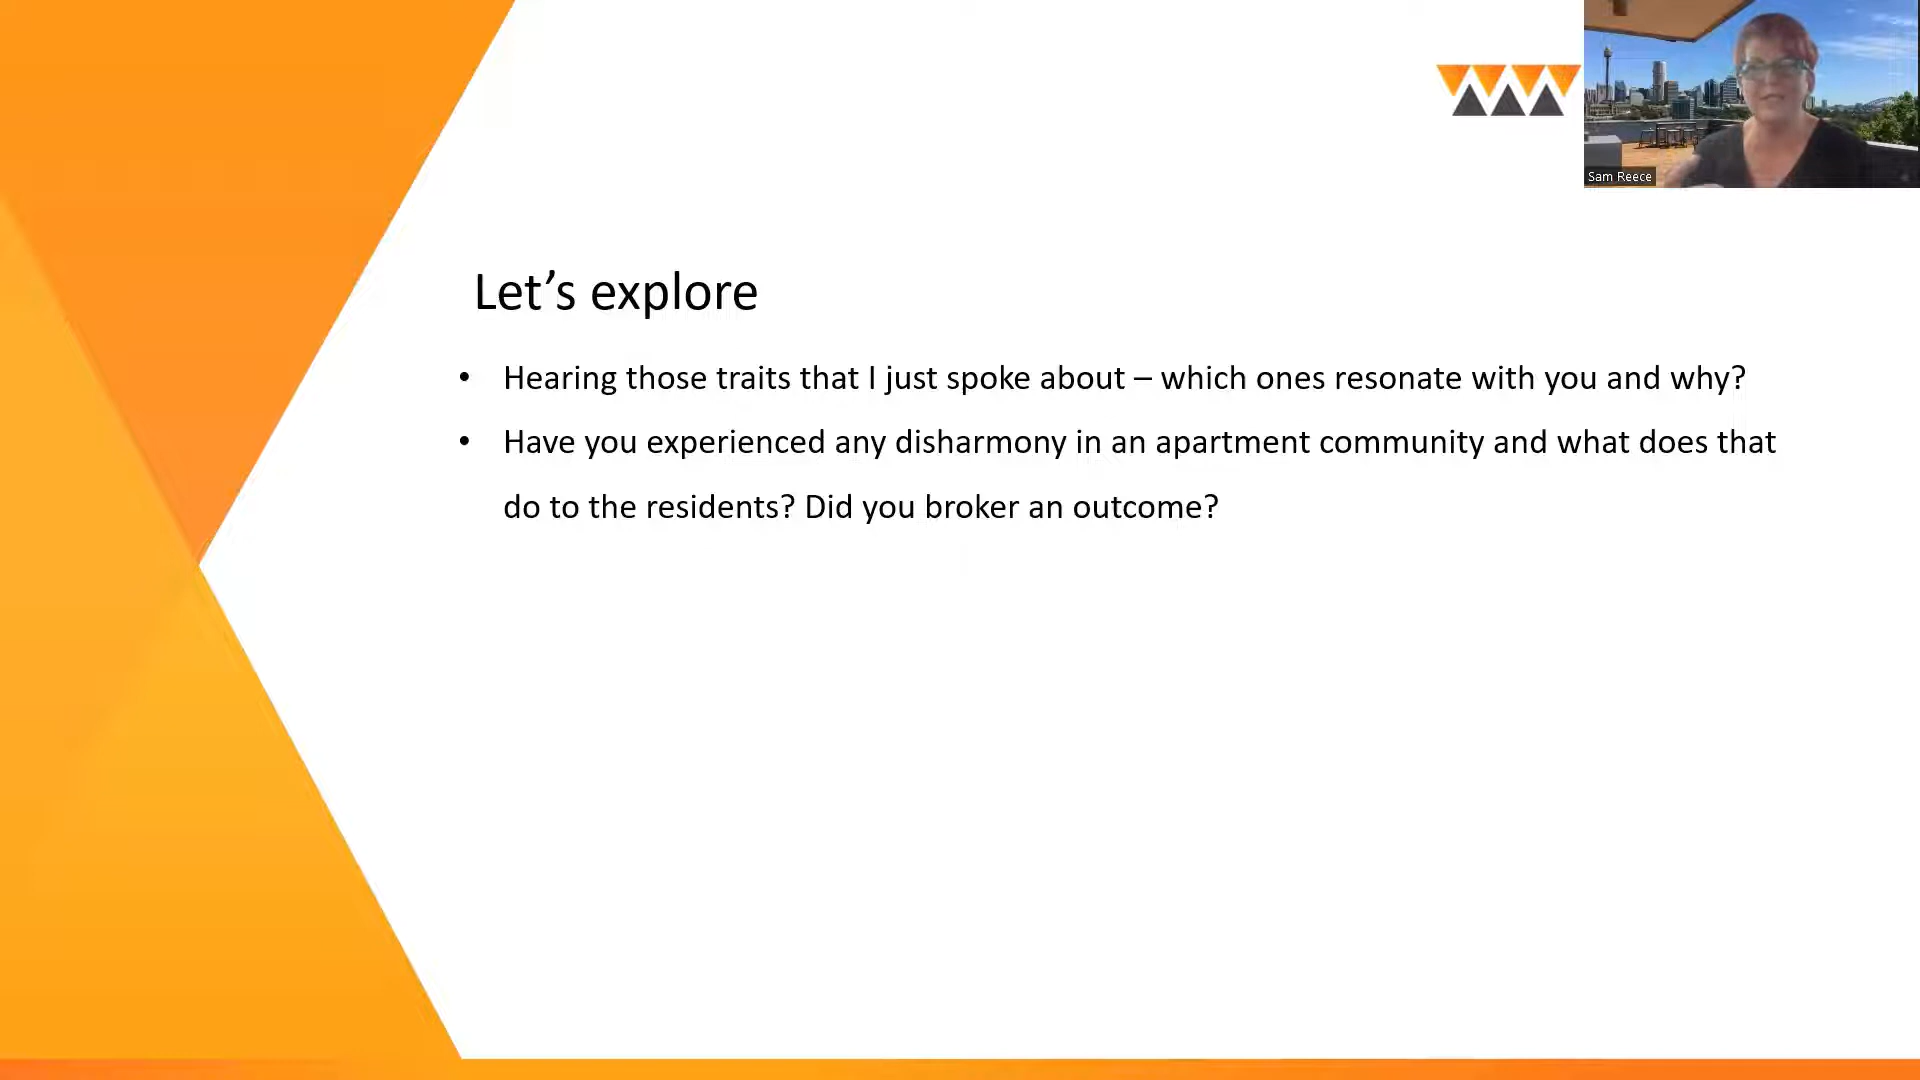 Sam Reece
Let’s explore
• Hearing those traits that I just spoke about – which ones resonate with you and why?
• Have you experienced any disharmony in an apartment community and what does that
do to the residents? Did you broker an outcome?